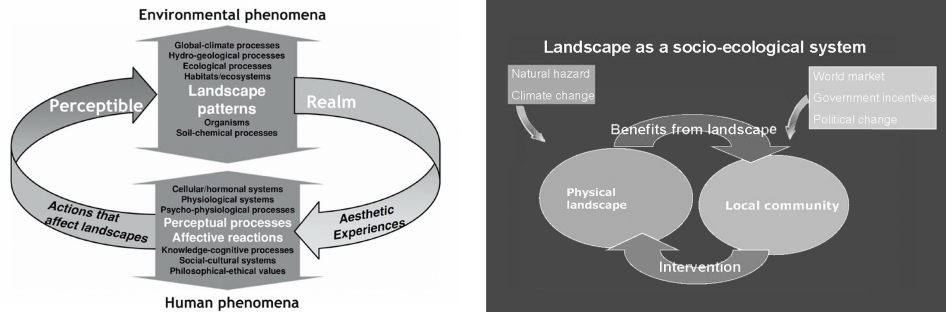 Environmental phenomena
Global-climate processes
Hydro-geological processes
Ecological processes
Habitats/ecosystems
Landscape
patterns
Organisms
Soil-chemical processes
Perceptible
Realm
Cellular/hormonal systems
Physiological systems
Psycho-physiological processes
Perceptual processes
Affective reactions
Knowledge-cognitive processes
Social-cultural systems
Philosophical-ethical values
Actions that
affect landscapes
Aesthetic
Experiences
Human phenomena
Landscape as a socio-ecological system
Natural hazard
Climate change
World market
Government incentives
Political change
Benefits from landscape
Physical
landscape
Local community
Intervention